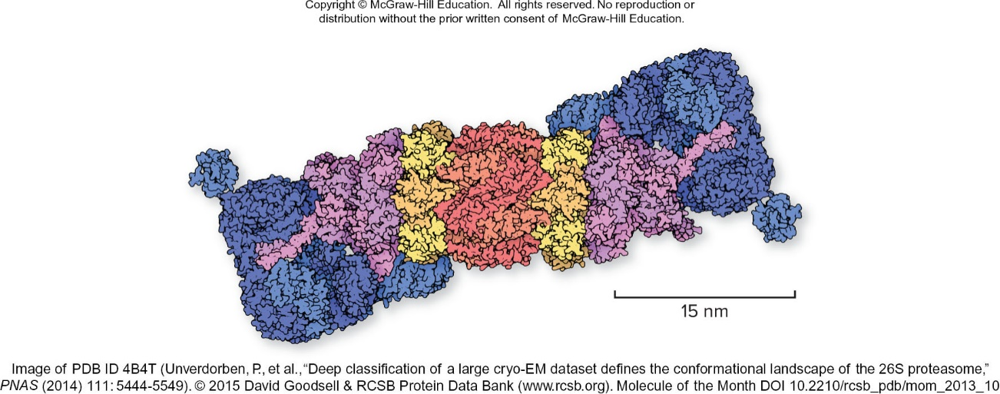 Copyright © McGraw-Hill Education. All rights reserved. No reproduction or
distribution without the prior written consent of McGraw-Hill Education.
15 nm
Image of PDB ID 4B4T (Unverdorben, P., et al., “Deep classification of a large cryo-EM dataset defines the conformational landscape of the 26S proteasome,”
PNAS (2014) 111: 5444-5549). © 2015 David Goodsell & RCSB Protein Data Bank (www.rcsb.org). Molecule of the Month DOI 10.2210/rcsb_pdb/mom_2013_10